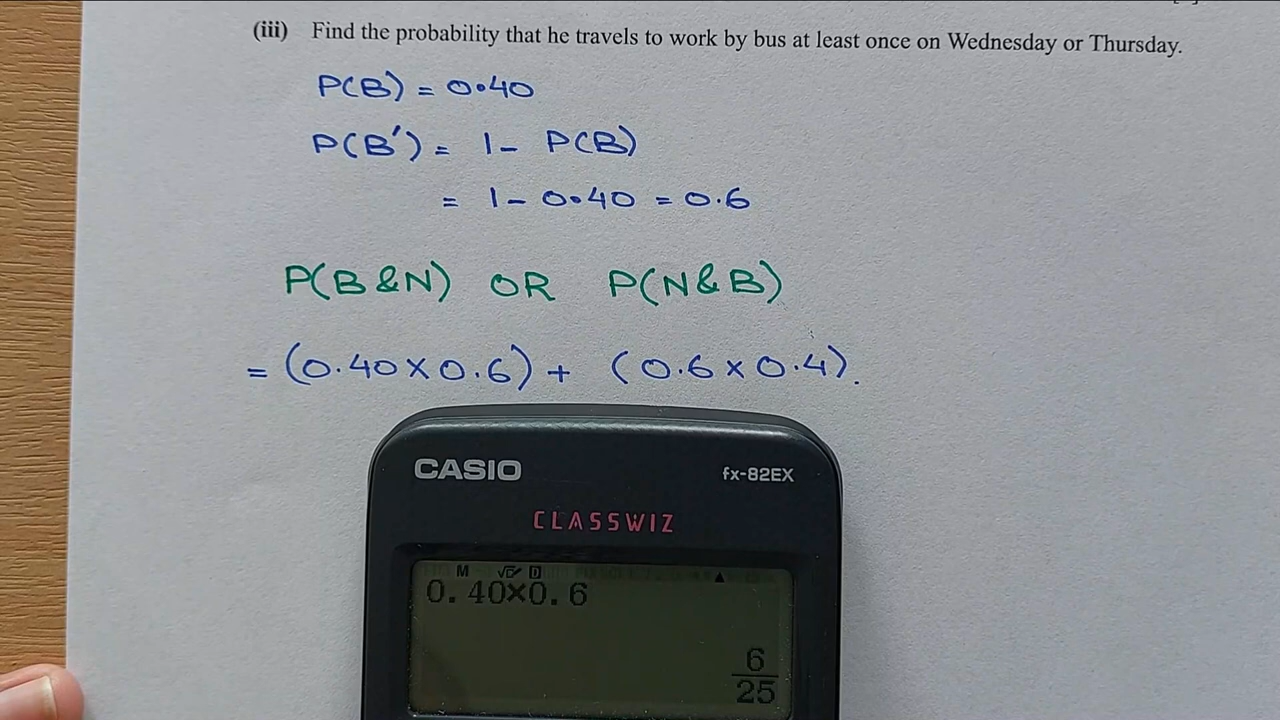 (iii) Find the probability that he travels to work by bus at least once on Wednesday or Thursday.
P(B) = 0.40
P(B') = 1 - P(B)
= 1 - 0.40 = 0.6
P(B & N) OR P(N & B)
= (0.40 × 0.6) + (0.6 × 0.4).
CASIO fx-82EX
CLASSWIZ
M √□/ D ▲
0.40×0.6
6
25